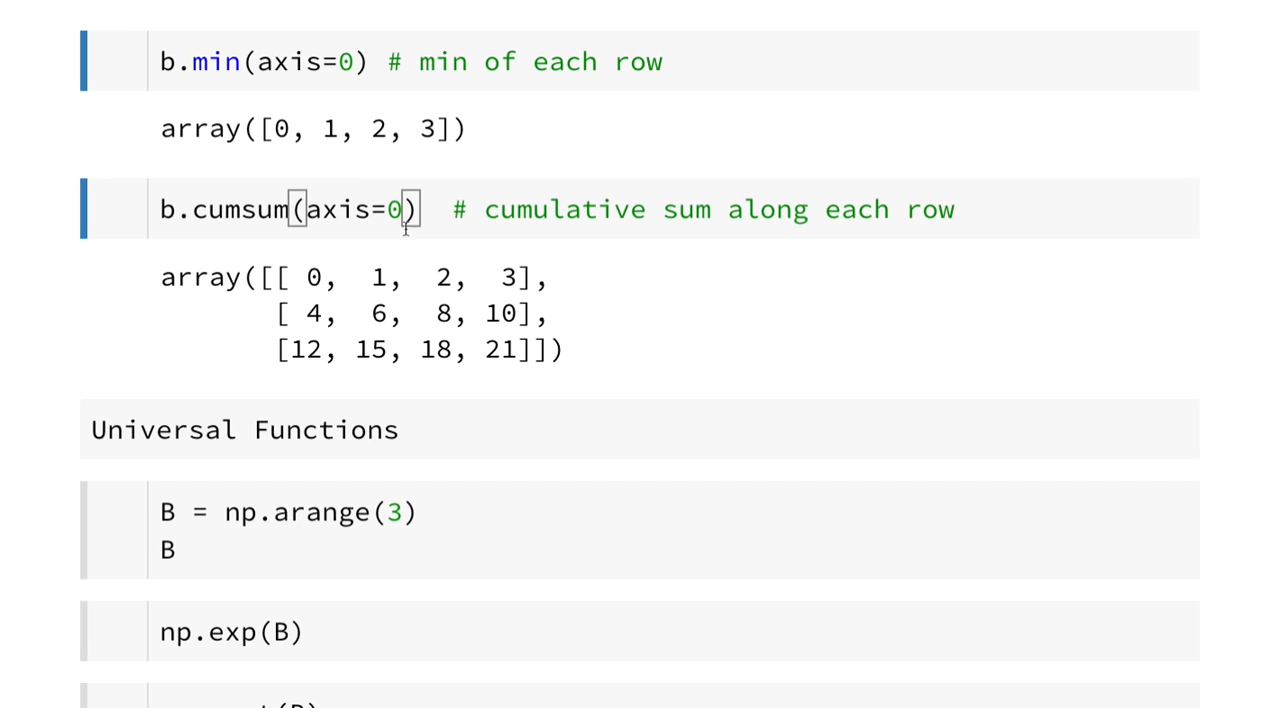 b.min(axis=0) # min of each row
array([0, 1, 2, 3])
b.cumsum(axis=0)  # cumulative sum along each row
array([[ 0,  1,  2,  3],
       [ 4,  6,  8, 10],
       [12, 15, 18, 21]])
Universal Functions
B = np.arange(3)
B
np.exp(B)